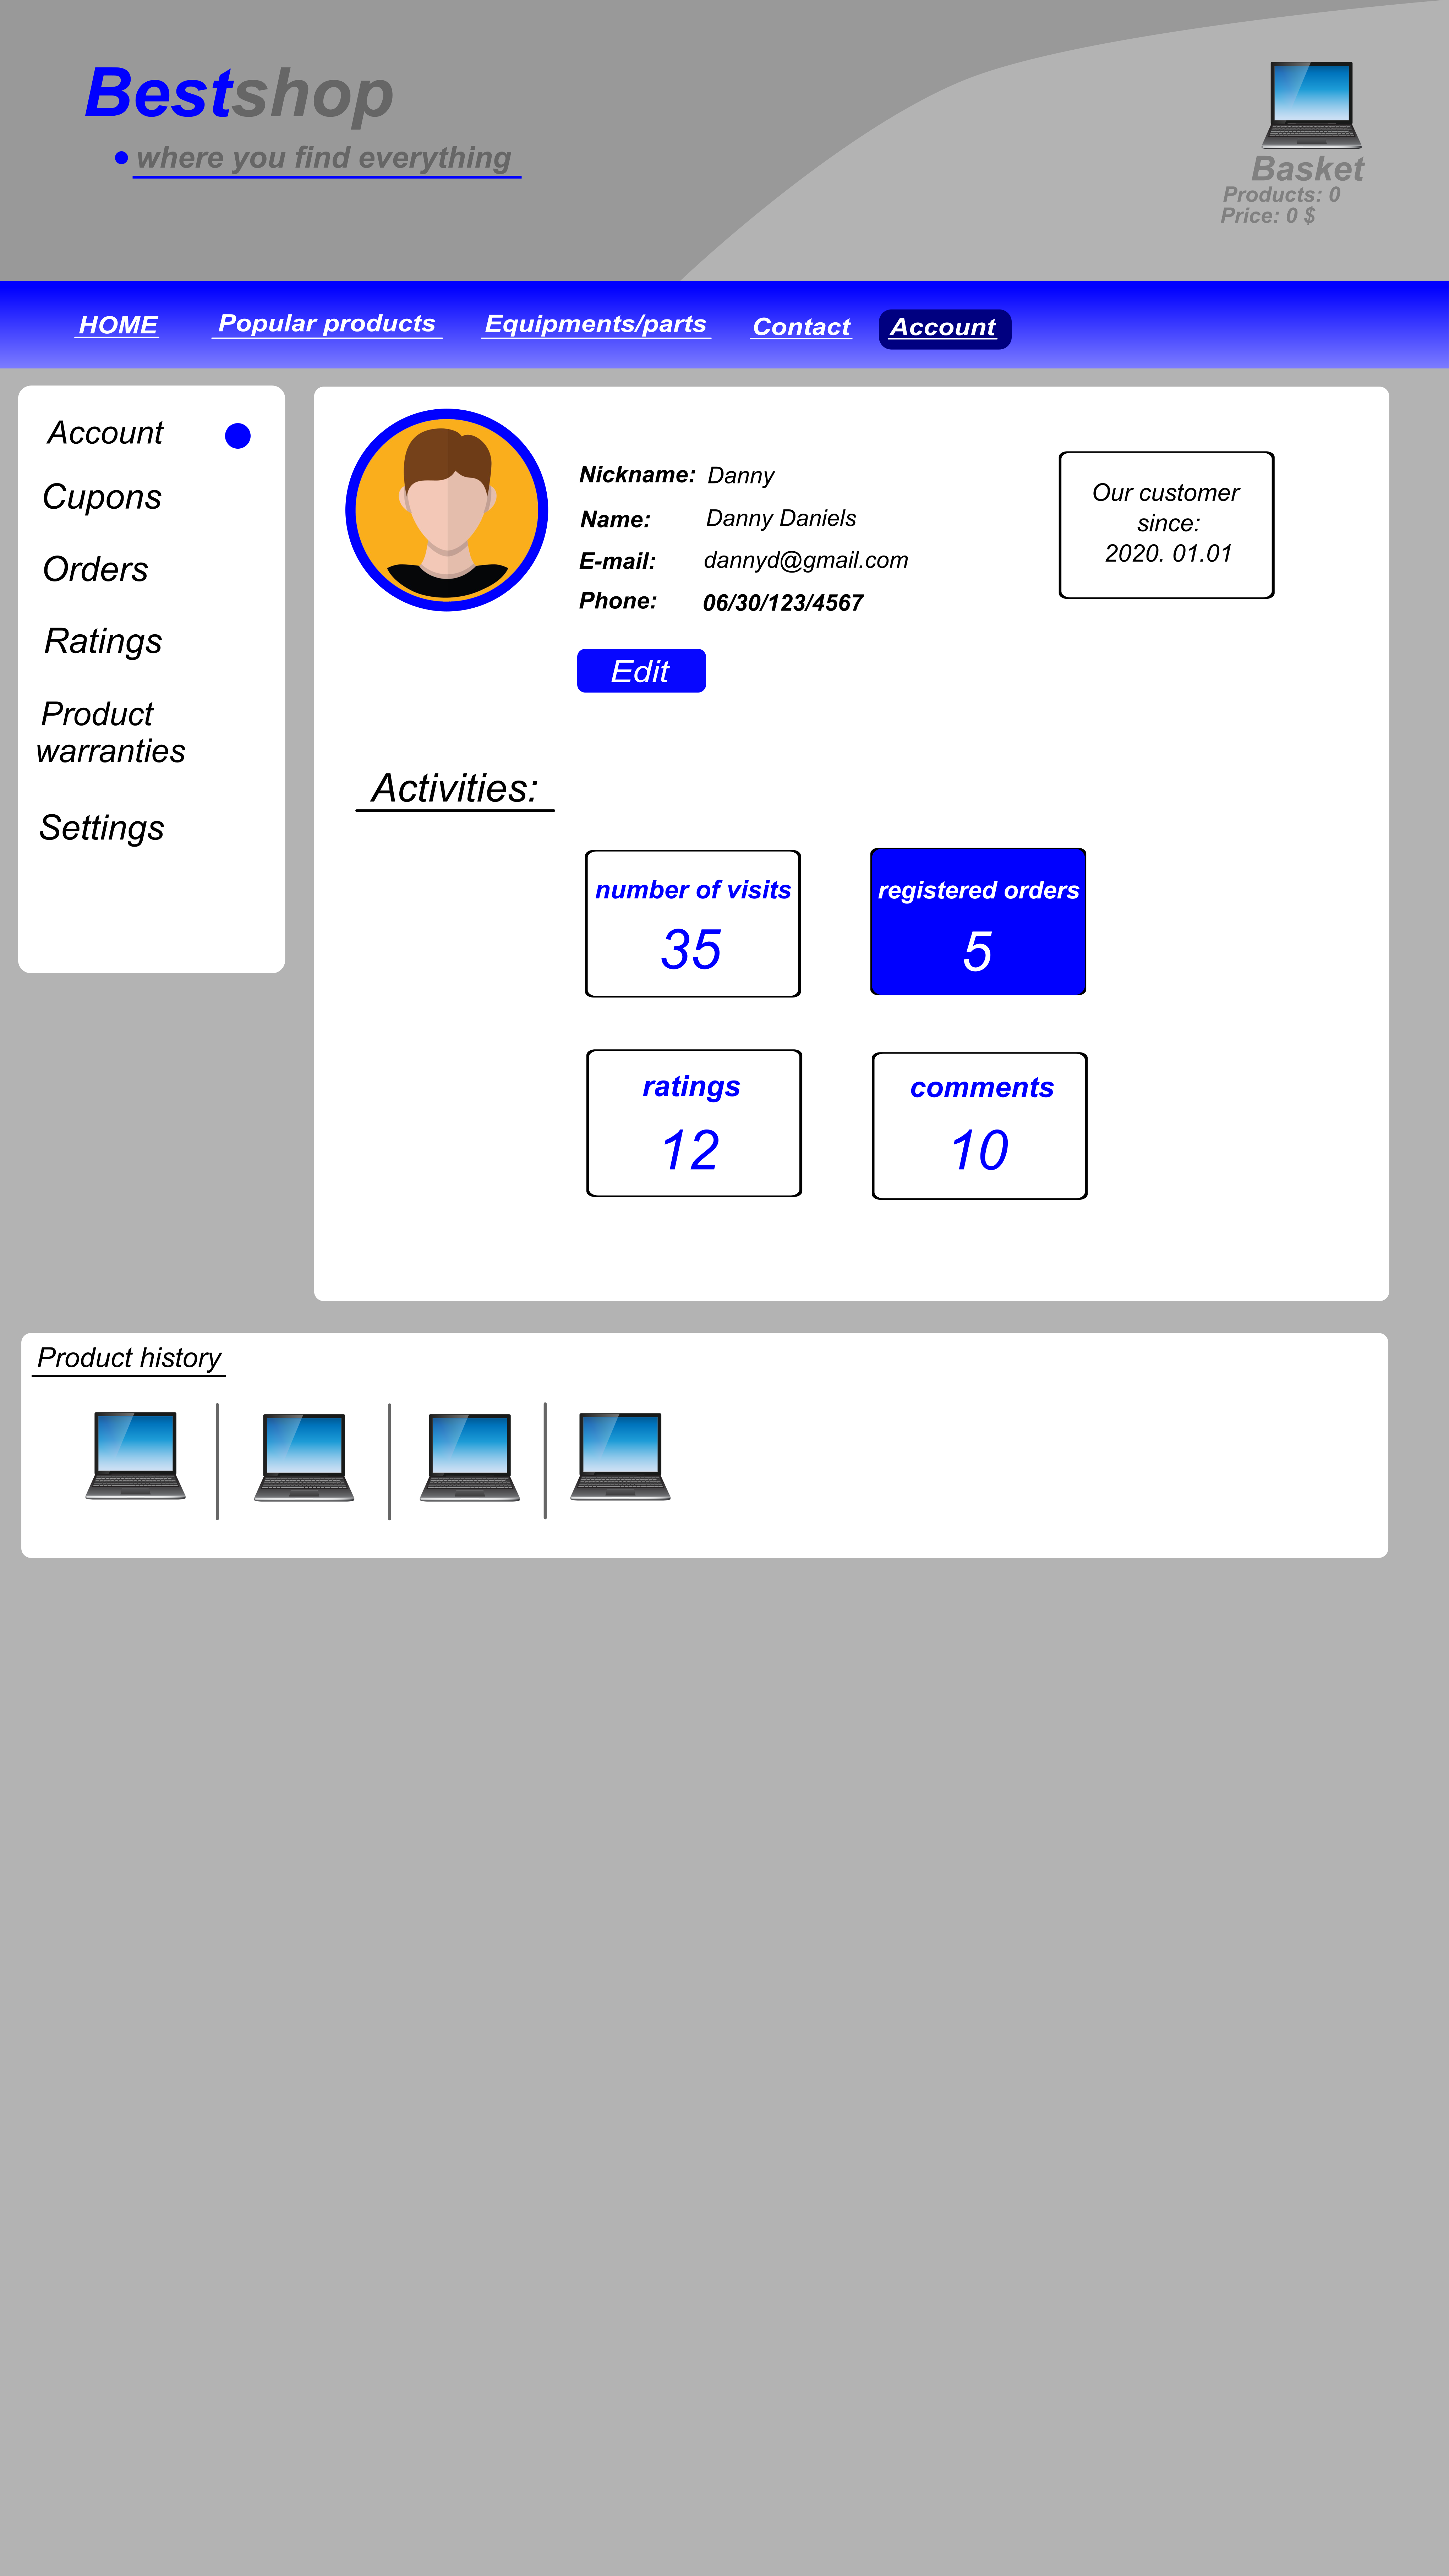 Bestshop
where you find everything
Basket
Products: 0
Price: 0 $
HOME Popular products Equipments/parts Contact Account
Account
Cupons
Orders
Ratings
Product
warranties
Settings
Nickname: Danny
Name: Danny Daniels
E-mail: dannyd@gmail.com
Phone: 06/30/123/4567
Edit
Our customer
since:
2020. 01.01
Activities:
number of visits
35
registered orders
5
ratings
12
comments
10
Product history